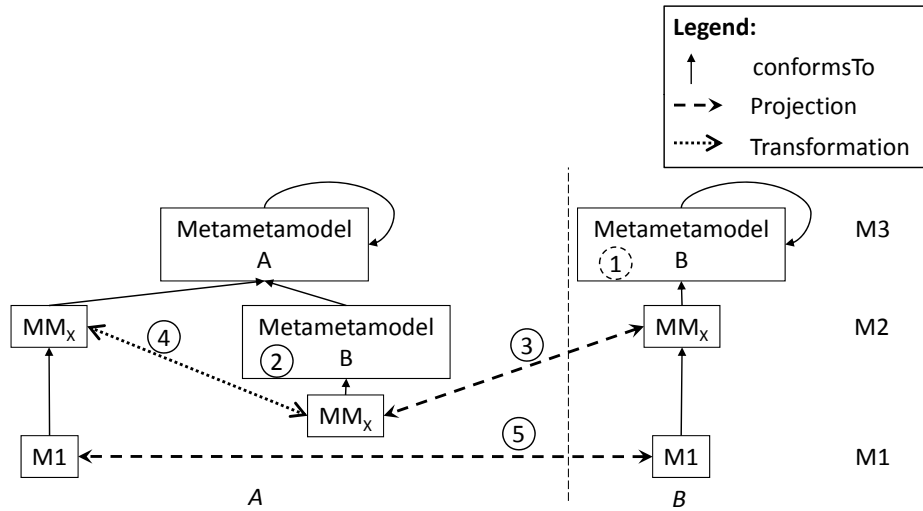 Legend:
conformsTo
Projection
Transformation
Metametamodel
A
Metametamodel
1 B
M3
MMX
4
Metametamodel
2 B
3
MMX
M2
MMX
M1
5
M1
M1
A
B